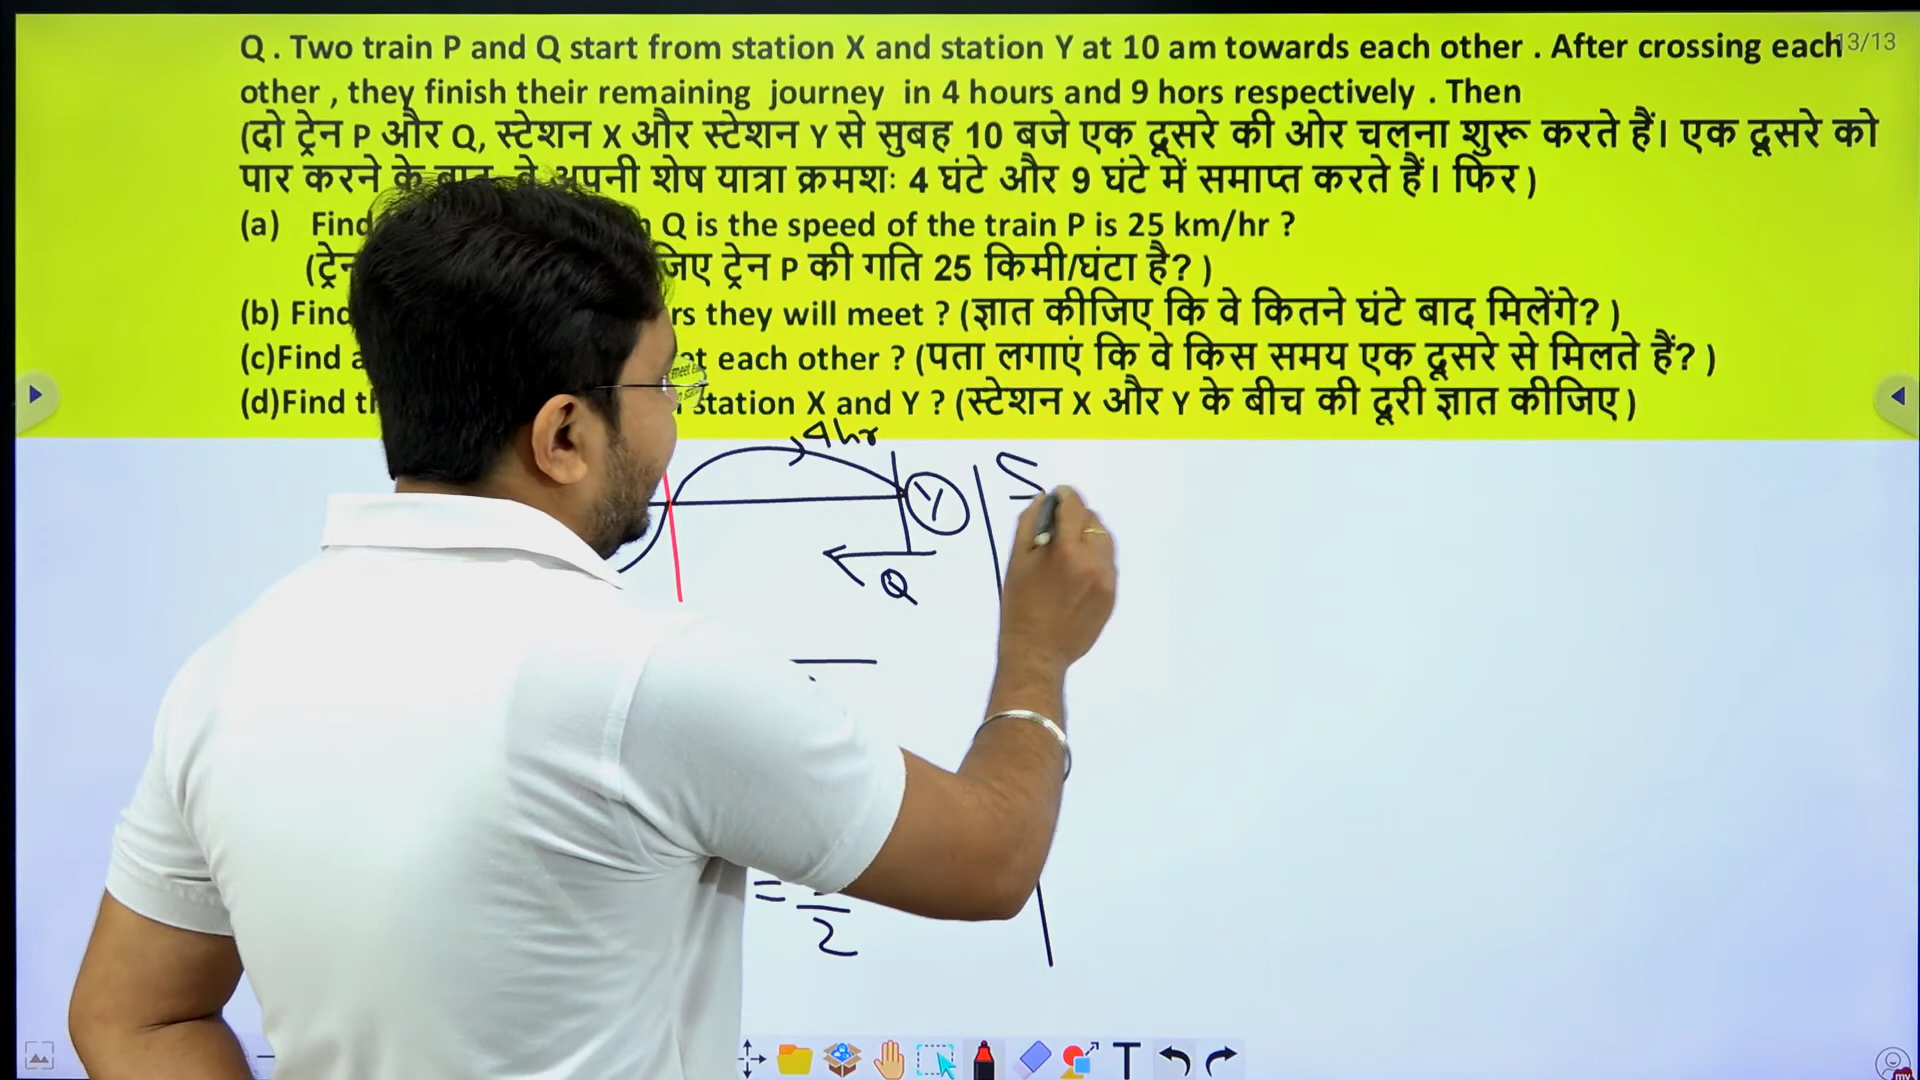 Q . Two train P and Q start from station X and station Y at 10 am towards each other . After crossing each
13/13
other , they finish their remaining journey in 4 hours and 9 hors respectively . Then
(दो ट्रेन P और Q, स्टेशन X और स्टेशन Y से सुबह 10 बजे एक दूसरे की ओर चलना शुरू करते हैं। एक दूसरे को
पार करने के अपनी शेष यात्रा क्रमशः 4 घंटे और 9 घंटे में समाप्त करते हैं। फिर )
(a) Find Q is the speed of the train P is 25 km/hr ?
ट्रेन P की गति 25 किमी/घंटा है? )
(b) Find they will meet ? (ज्ञात कीजिए कि वे कितने घंटे बाद मिलेंगे? )
(c)Find each other ? (पता लगाएं कि वे किस समय एक दूसरे से मिलते हैं? )
(d)Find station X and Y ? (स्टेशन X और Y के बीच की दूरी ज्ञात कीजिए )
4 hr
Y
Q
=
2
T